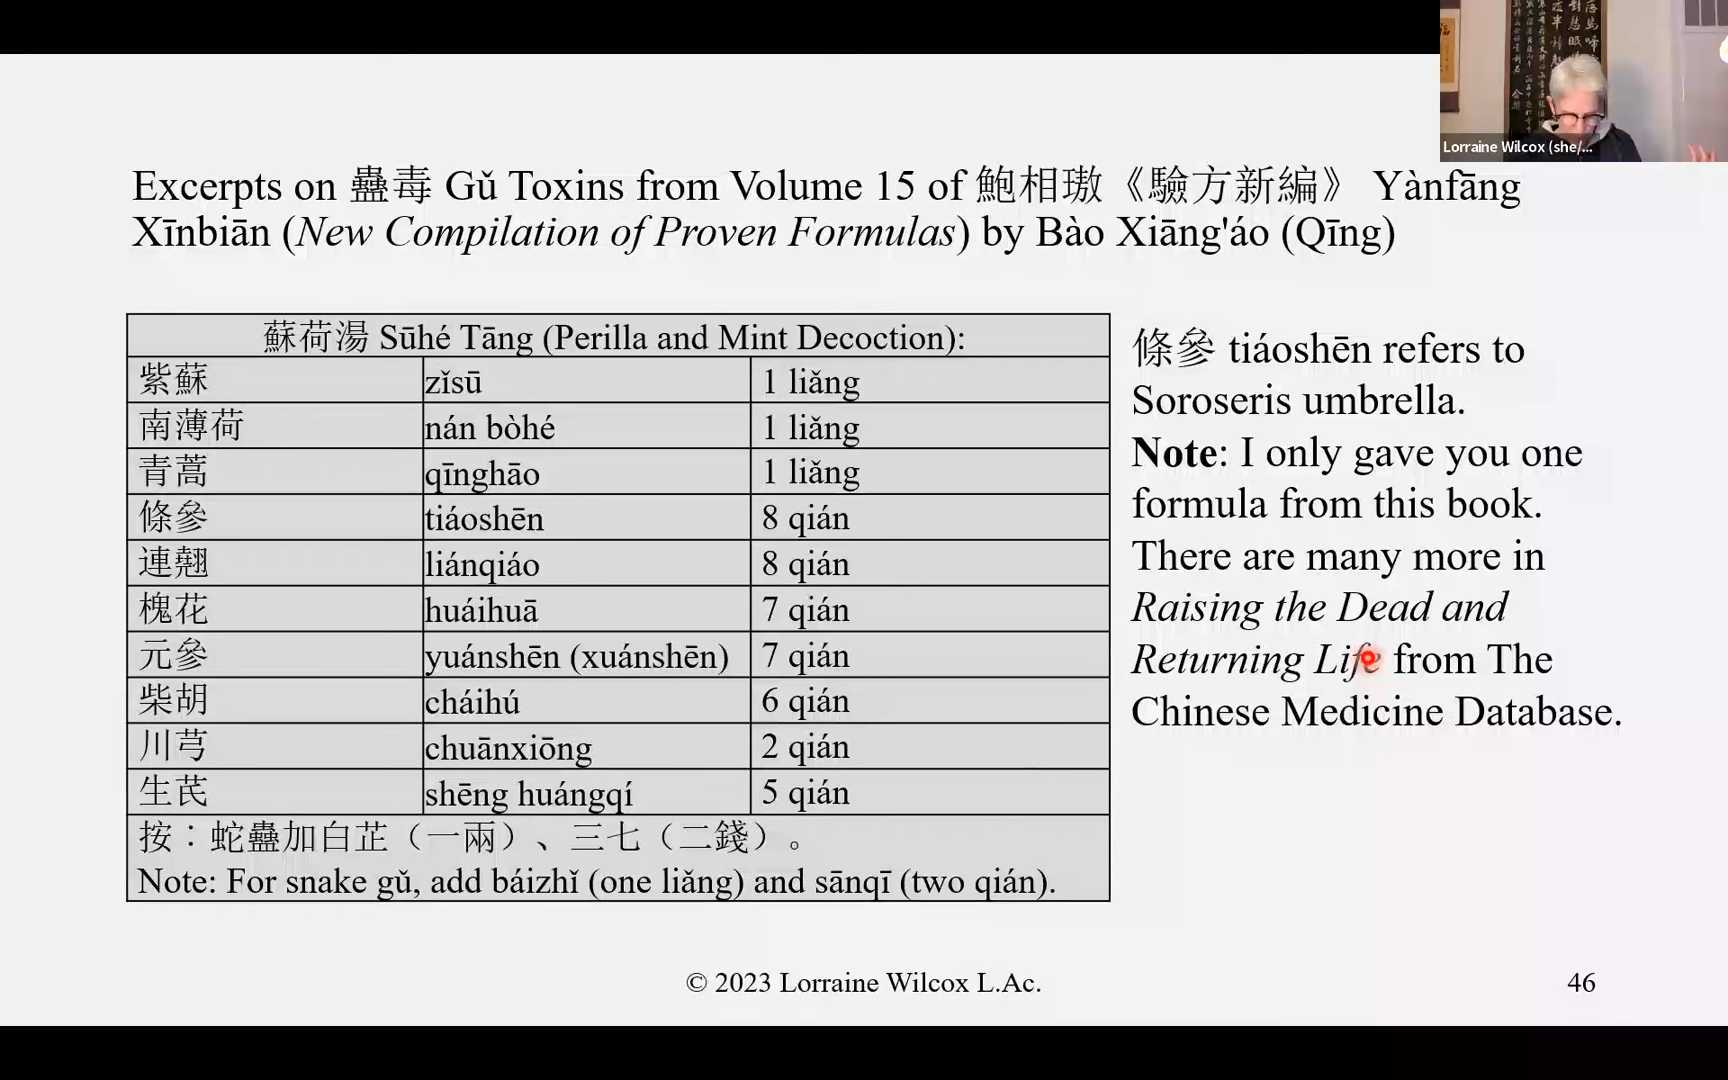 Lorraine Wilcox (she/...
Excerpts on 蠱毒 Gǔ Toxins from Volume 15 of 鮑相璈《驗方新編》 Yànfāng
Xīnbiān (New Compilation of Proven Formulas) by Bào Xiāng'áo (Qīng)
蘇荷湯 Sūhé Tāng (Perilla and Mint Decoction):
紫蘇 zǐsū 1 liǎng
南薄荷 nán bòhé 1 liǎng
青蒿 qīnghāo 1 liǎng
條參 tiáoshēn 8 qián
連翹 liánqiáo 8 qián
槐花 huáihuā 7 qián
元參 yuánshēn (xuánshēn) 7 qián
柴胡 cháihú 6 qián
川芎 chuānxiōng 2 qián
生芪 shēng huángqí 5 qián
按：蛇蠱加白芷（一兩）、三七（二錢）。
Note: For snake gǔ, add báizhǐ (one liǎng) and sānqī (two qián).
條參 tiáoshēn refers to
Soroseris umbrella.
Note: I only gave you one
formula from this book.
There are many more in
Raising the Dead and
Returning Life from The
Chinese Medicine Database.
© 2023 Lorraine Wilcox L.Ac.
46